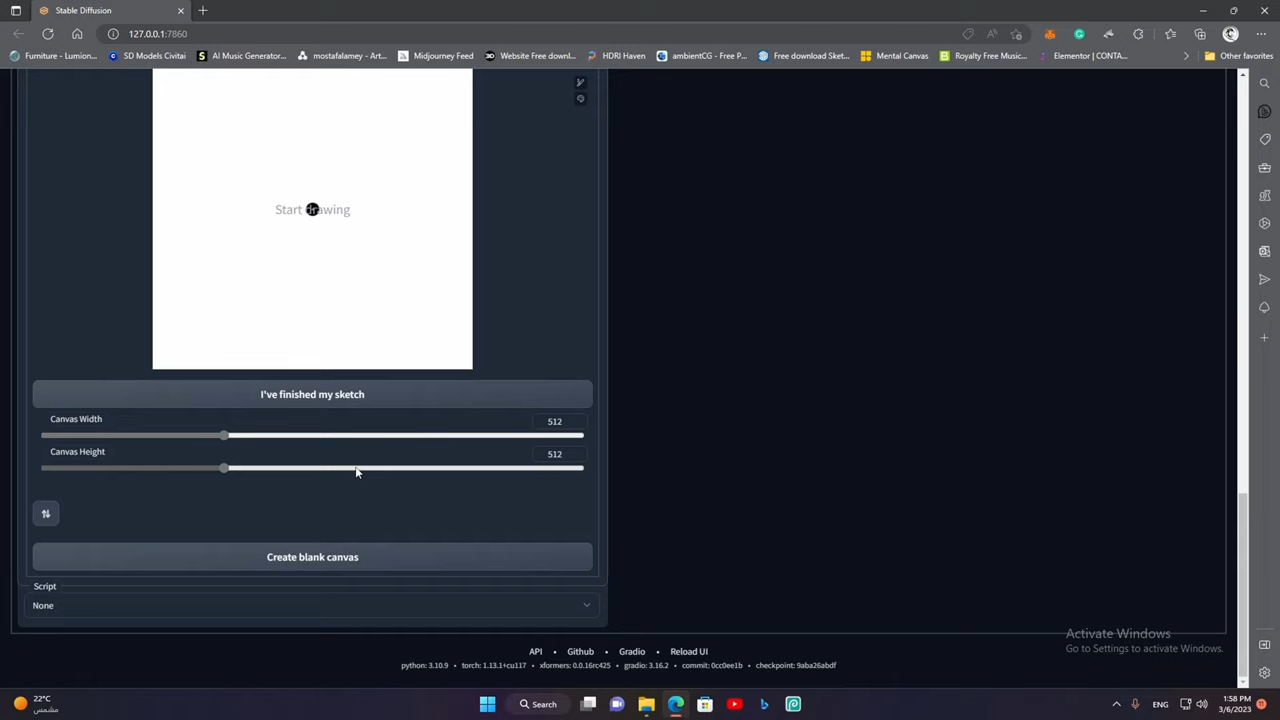 Stable Diffusion
127.0.0.1:7860
Furniture - Lumion... SD Models Civitai AI Music Generator... mostafalamey - Art... Midjourney Feed Website Free downl... HDRI Haven ambientCG - Free P... Free download Sketch... Mental Canvas Royalty Free Music... Elementor | CONTA... Other favorites
Start drawing
I've finished my sketch
Canvas Width
512
Canvas Height
512
Create blank canvas
Script
None
API • Github • Gradio • Reload UI
python: 3.10.9 • torch: 1.13.1+cu117 • xformers: 0.0.16rc425 • gradio: 3.16.2 • commit: 0cc0ee1b • checkpoint: 9aba26abdf
Activate Windows
Go to Settings to activate Windows.
22°C
مشمس
Search
ENG
1:58 PM
3/6/2023